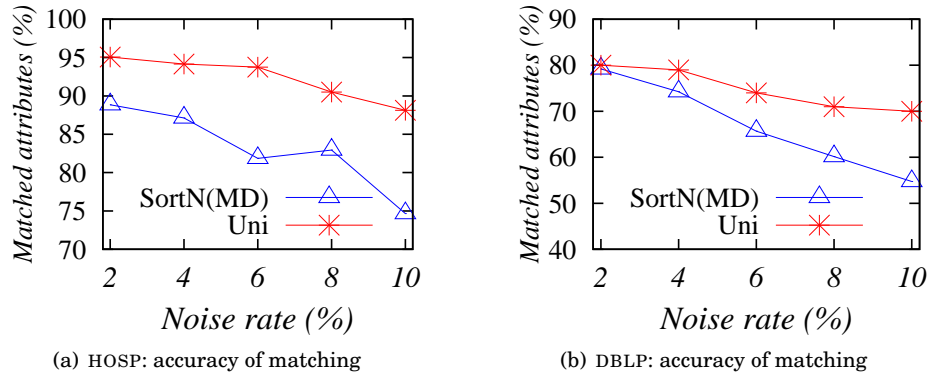 Matched attributes (%)
100
95
90
85
80
75
70
SortN(MD)
Uni
2 4 6 8 10
Noise rate (%)
(a) HOSP: accuracy of matching
Matched attributes (%)
90
80
70
60
50
40
SortN(MD)
Uni
2 4 6 8 10
Noise rate (%)
(b) DBLP: accuracy of matching